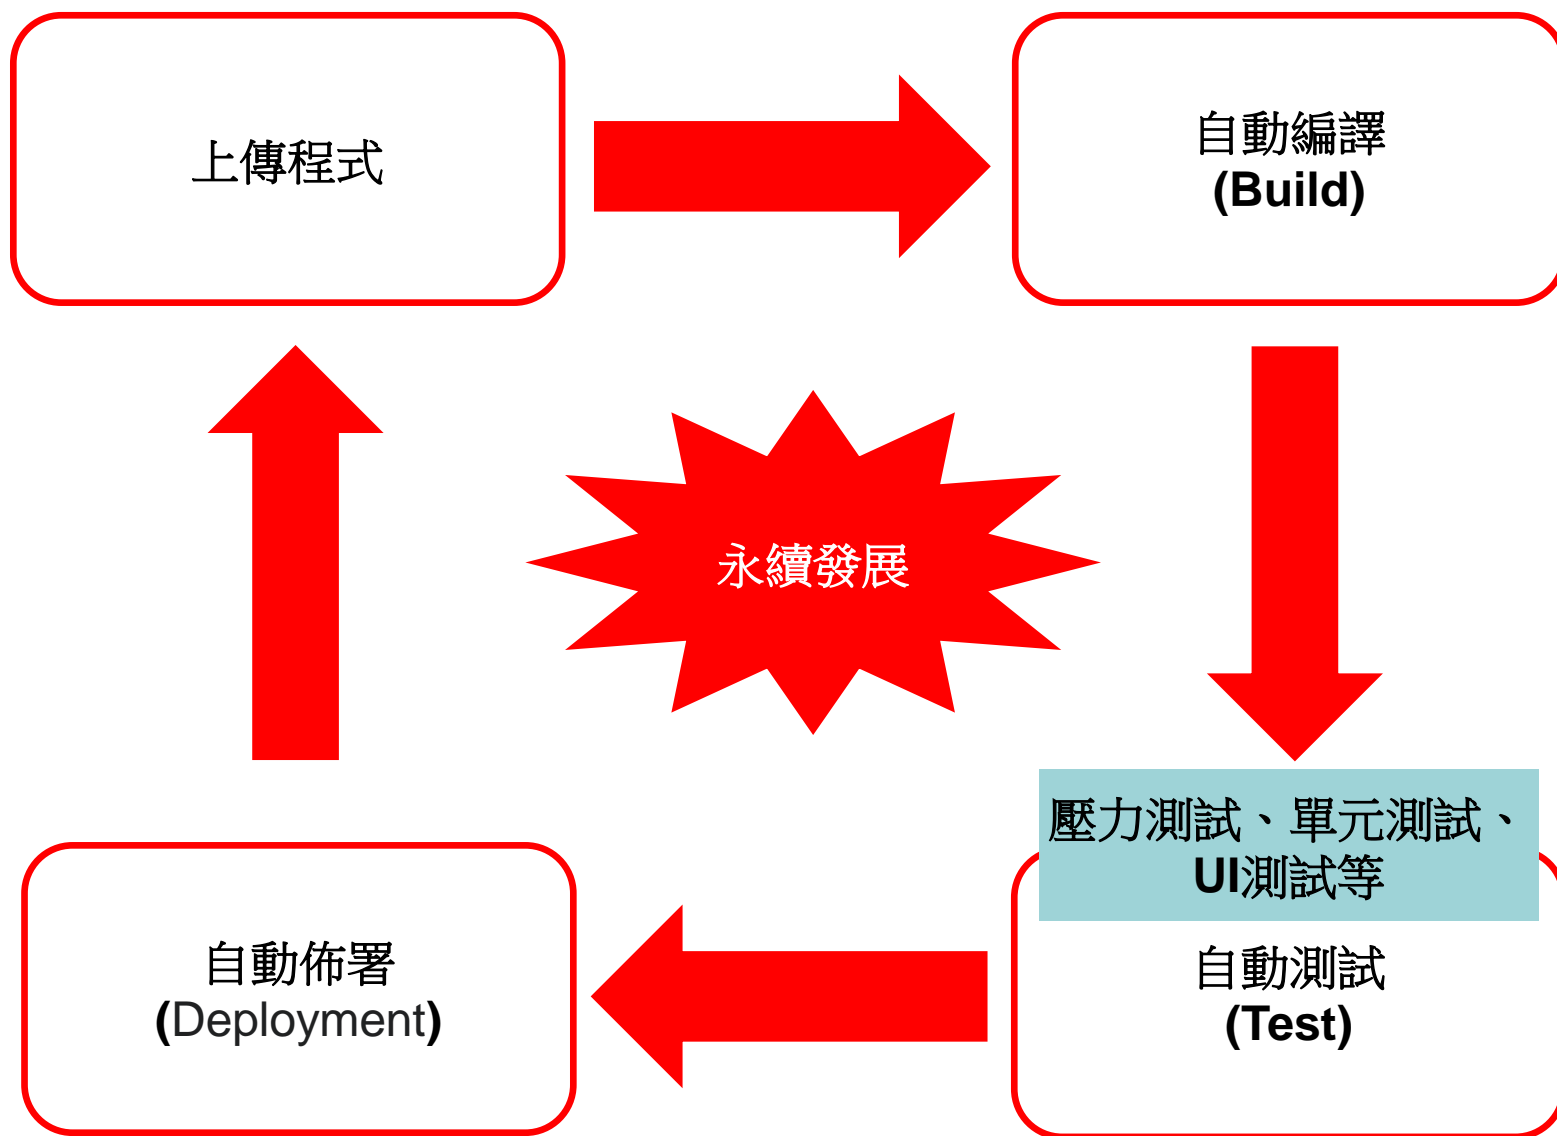 上傳程式
自動編譯
(Build)
永續發展
壓力測試、單元測試、
UI測試等
自動佈署
(Deployment)
自動測試
(Test)